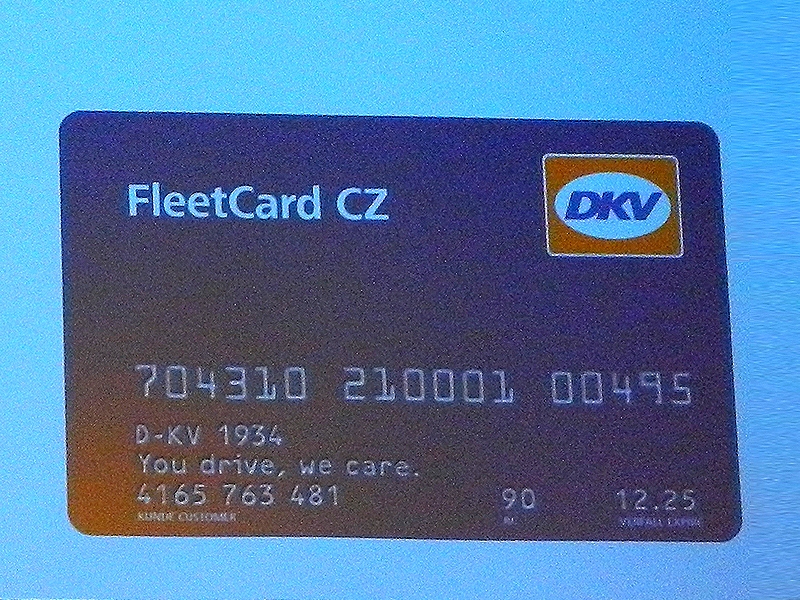 FleetCard CZ
DKV
704310 210001 00495
D-KV 1934
You drive, we care.
4165 763 481 90 12.25
KUNDE CUSTOMER VERFALL EXPIRE